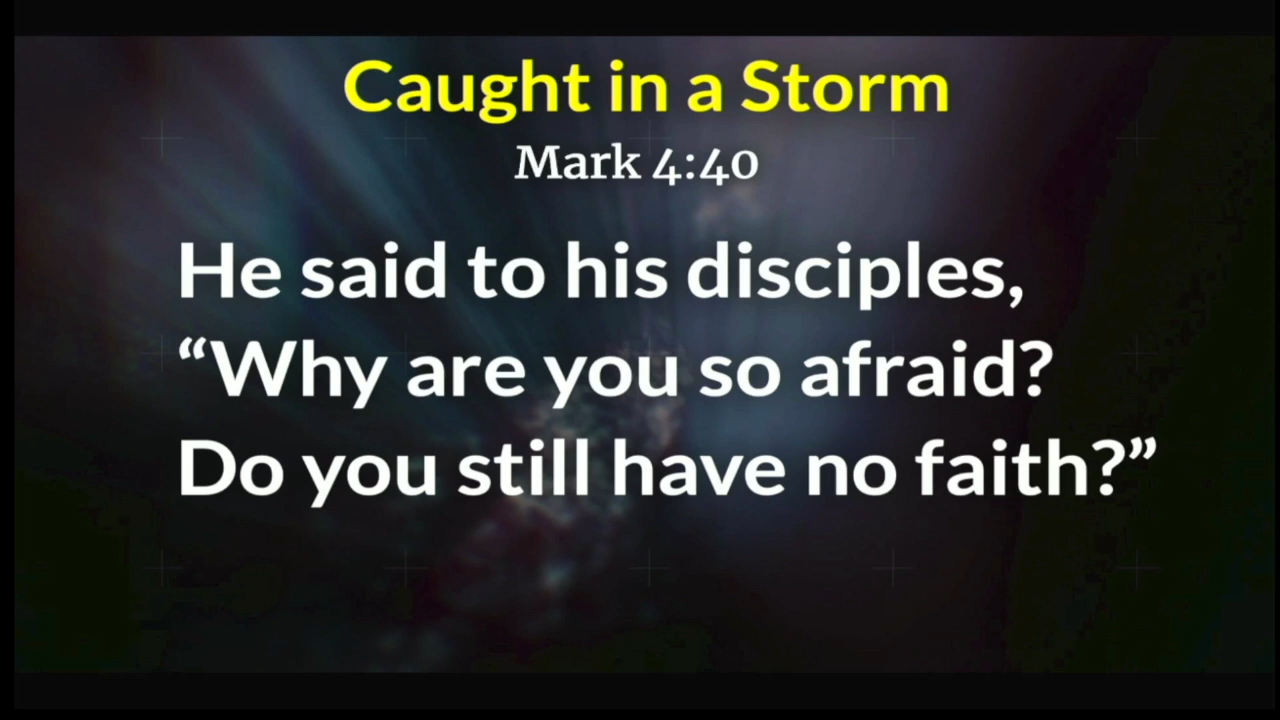 Caught in a Storm
Mark 4:40
He said to his disciples,
“Why are you so afraid?
Do you still have no faith?”